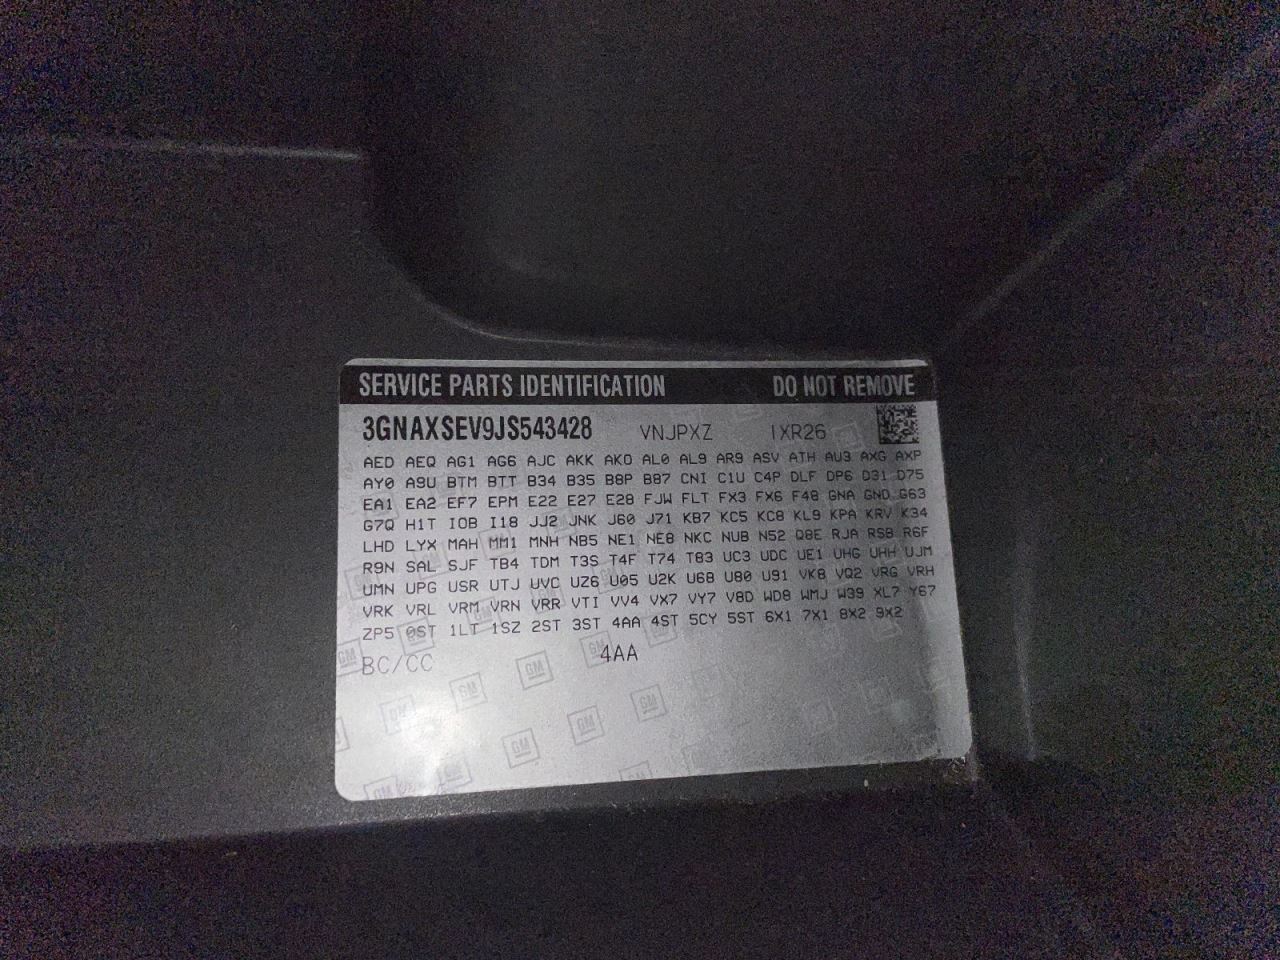 SERVICE PARTS IDENTIFICATION DO NOT REMOVE
3GNAXSEV9JS543428 VNJPXZ IXR26
AED AEQ AG1 AG6 AJC AKK AKO AL0 AL9 AR9 ASV ATH AU3 AXG AXP
AY0 A9U BTM BTT B34 B35 B8P B87 CNI C1U C4P DLF DP6 D31 D75
EA1 EA2 EF7 EPM E22 E27 E28 FJW FLT FX3 FX6 F48 GNA GND G63
G7Q H1T IOB I18 JJ2 JNK J60 J71 KB7 KC5 KC8 KL9 KPA KRV K34
LHD LYX MAH MM1 MNH NB5 NE1 NE8 NKC NUB N52 Q8E RJA RSB R6F
R9N SAL SJF TB4 TDM T3S T4F T74 T83 UC3 UDC UE1 UHG UHH UJM
UMN UPG USR UTJ UVC UZ6 U05 U2K U68 U80 U91 VK8 VQ2 VRG VRH
VRK VRL VRM VRN VRR VTI VV4 VX7 VY7 V8D WD8 WMJ W39 XL7 Y67
ZP5 0ST 1LT 1SZ 2ST 3ST 4AA 4ST 5CY 5ST 6X1 7X1 8X2 9X2
BC/CC 4AA